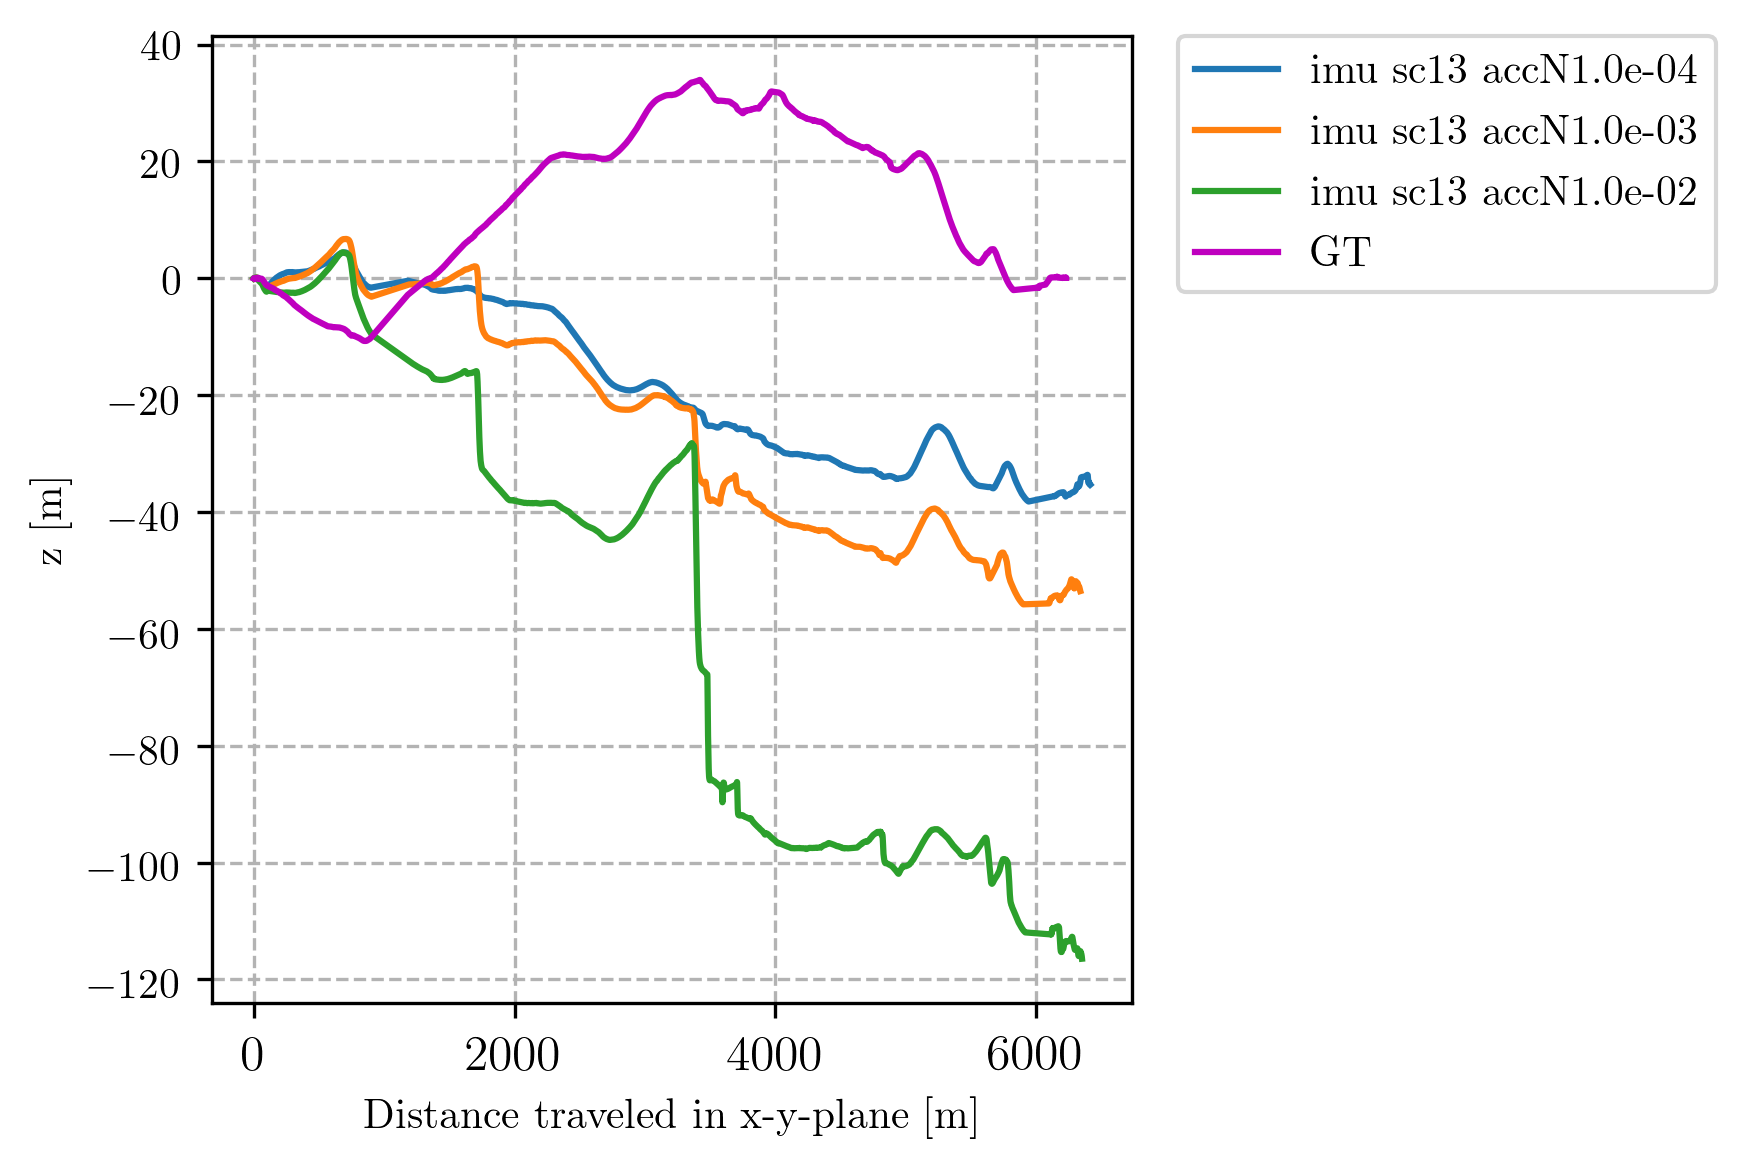 40
20
0
−20
−40
−60
−80
−100
−120
z [m]
0 2000 4000 6000
Distance traveled in x-y-plane [m]
imu sc13 accN1.0e-04
imu sc13 accN1.0e-03
imu sc13 accN1.0e-02
GT